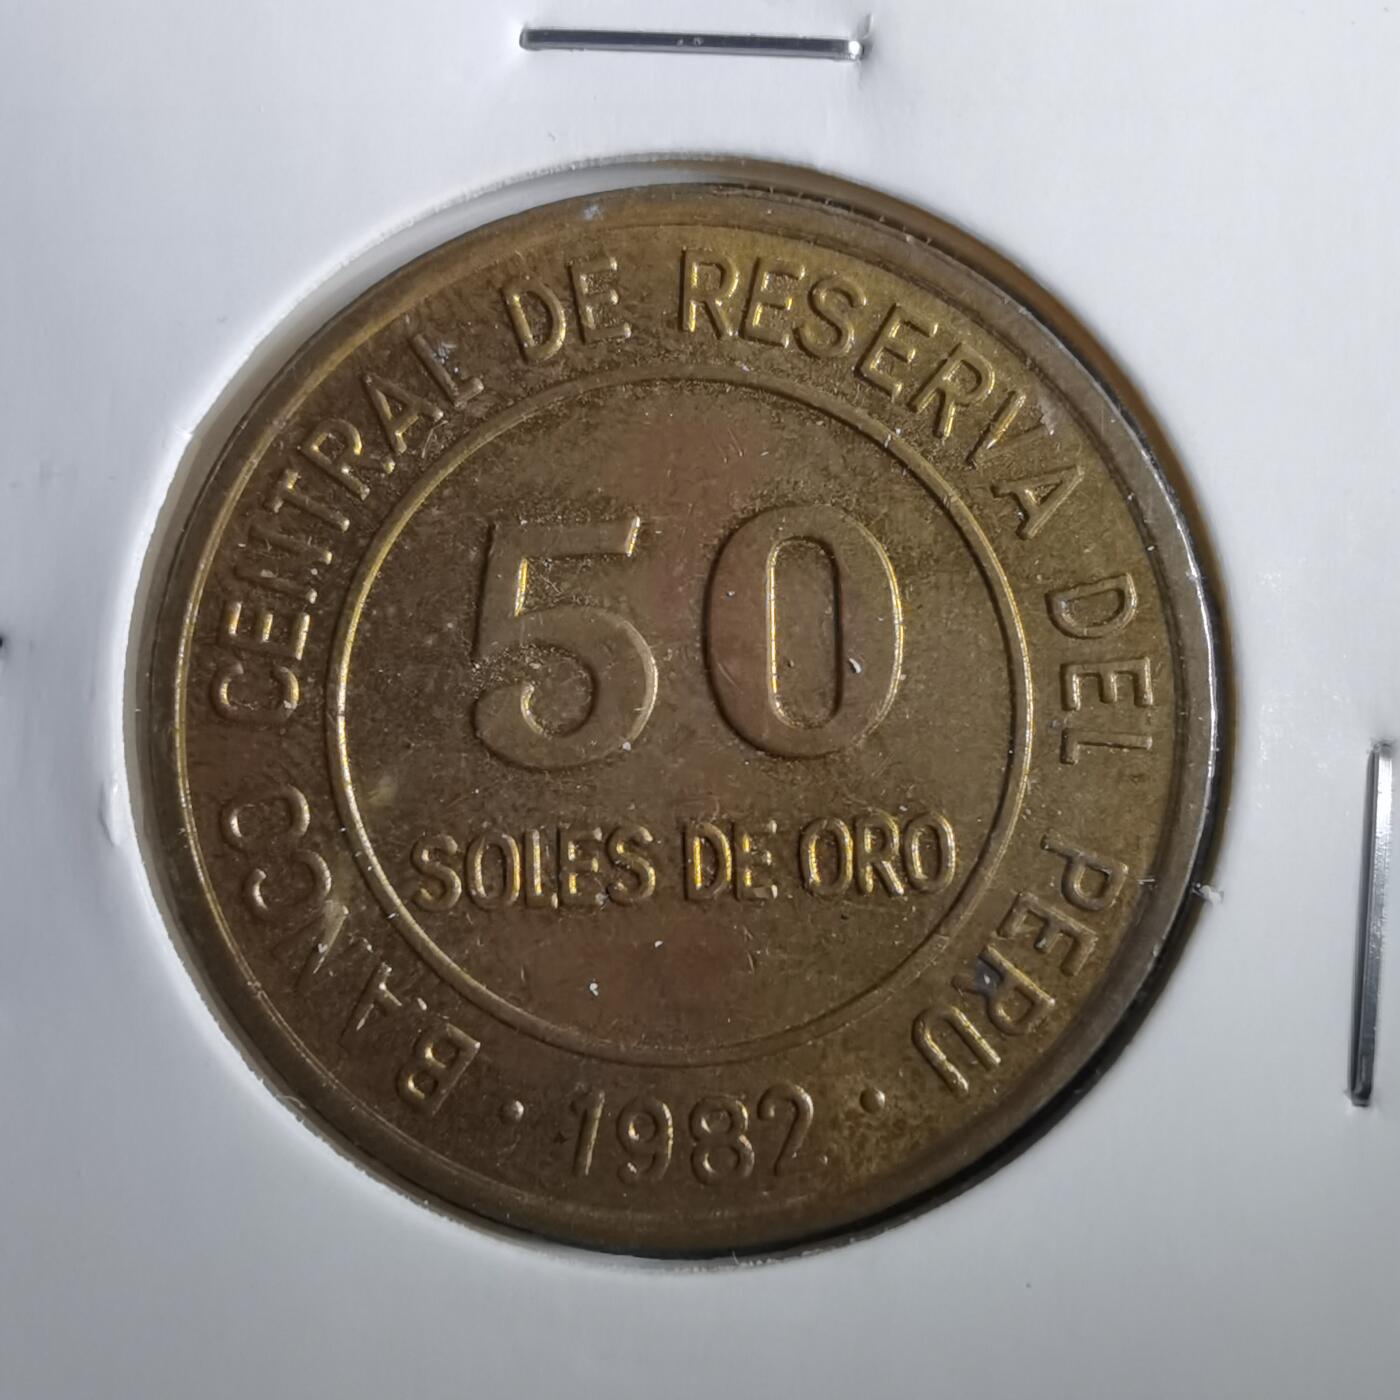 BANCO CENTRAL DE RESERVA DEL PERU
50
SOLES DE ORO
· 1982 ·